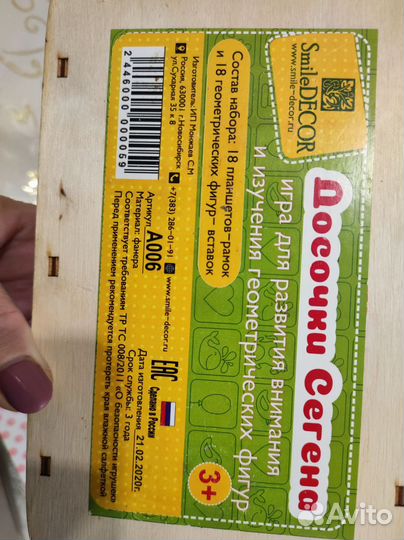 SmileDECOR
www.smile-decor.ru
Досочки Сегена
игра для развития внимания
и изучения геометрических фигур
3+
Состав набора: 18 планшетов-рамок
и 18 геометрических фигур- вставок
Изготовитель: ИП Манжаев С.М
Россия, 630001 г.Новосибирск
ул.Сухарная 35 к 8
+7(383) 286-01-91
www.smile-decor.ru
2 446000 000059
Артикул A006
Материал: фанера
Соответствует требованиям ТР ТС 008/2011 «О безопасности игрушек»
Перед применением рекомендуется протереть края влажной салфеткой
EAC
Сделано в России
Дата изготовления: 21.02.2020г.
Срок службы: 3 года
Avito